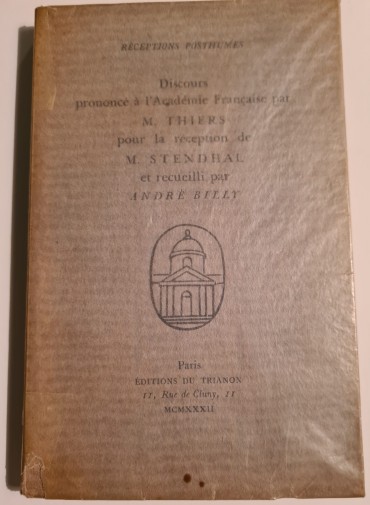 RÉCEPTIONS POSTHUMES
Discours
prononcé à l'Académie Française par
M. THIERS
pour la réception de
M. STENDHAL
et recueilli par
ANDRÉ BILLY
Paris
EDITIONS DU TRIANON
11, Rue de Cluny, 11
MCMXXXII